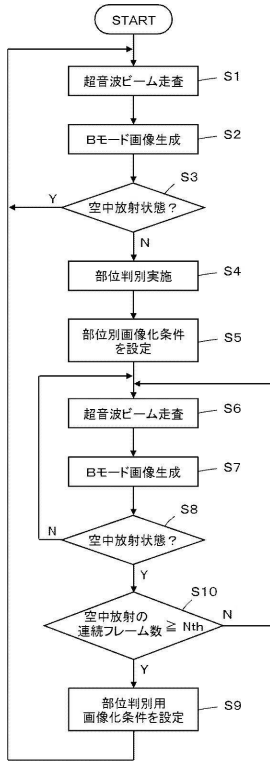 START
超音波ビーム走査
S1
Bモード画像生成
S2
S3
空中放射状態?
Y
N
部位判別実施
S4
部位別画像化条件
を設定
S5
超音波ビーム走査
S6
Bモード画像生成
S7
S8
空中放射状態?
N
Y
S10
空中放射の
連続フレーム数 ≧ Nth
N
Y
部位判別用
画像化条件を設定
S9